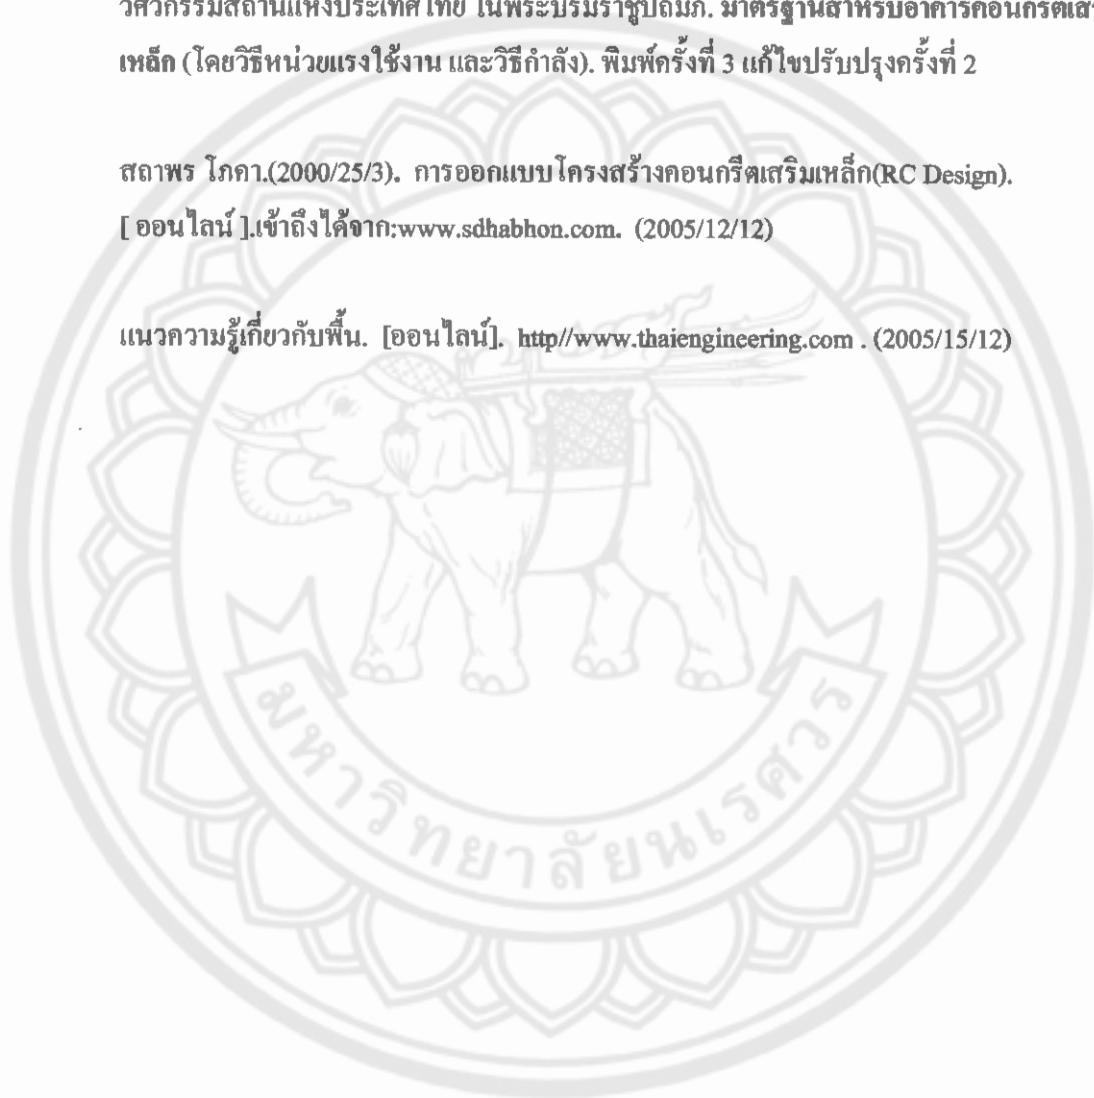 วิศวกรรมสถานแห่งประเทศไทย ในพระบรมราชูปถัมภ์. มาตรฐานสำหรับอาคารคอนกรีตเสริม
เหล็ก (โดยวิธีหน่วยแรงใช้งาน และวิธีกำลัง). พิมพ์ครั้งที่ 3 แก้ไขปรับปรุงครั้งที่ 2
สถาพร โภคา.(2000/25/3). การออกแบบโครงสร้างคอนกรีตเสริมเหล็ก(RC Design).
[ ออนไลน์ ].เข้าถึงได้จาก:www.sdhabhon.com. (2005/12/12)
แนวความรู้เกี่ยวกับพื้น. [ออนไลน์]. http//www.thaiengineering.com . (2005/15/12)
มหาวิทยาลัยนเรศวร